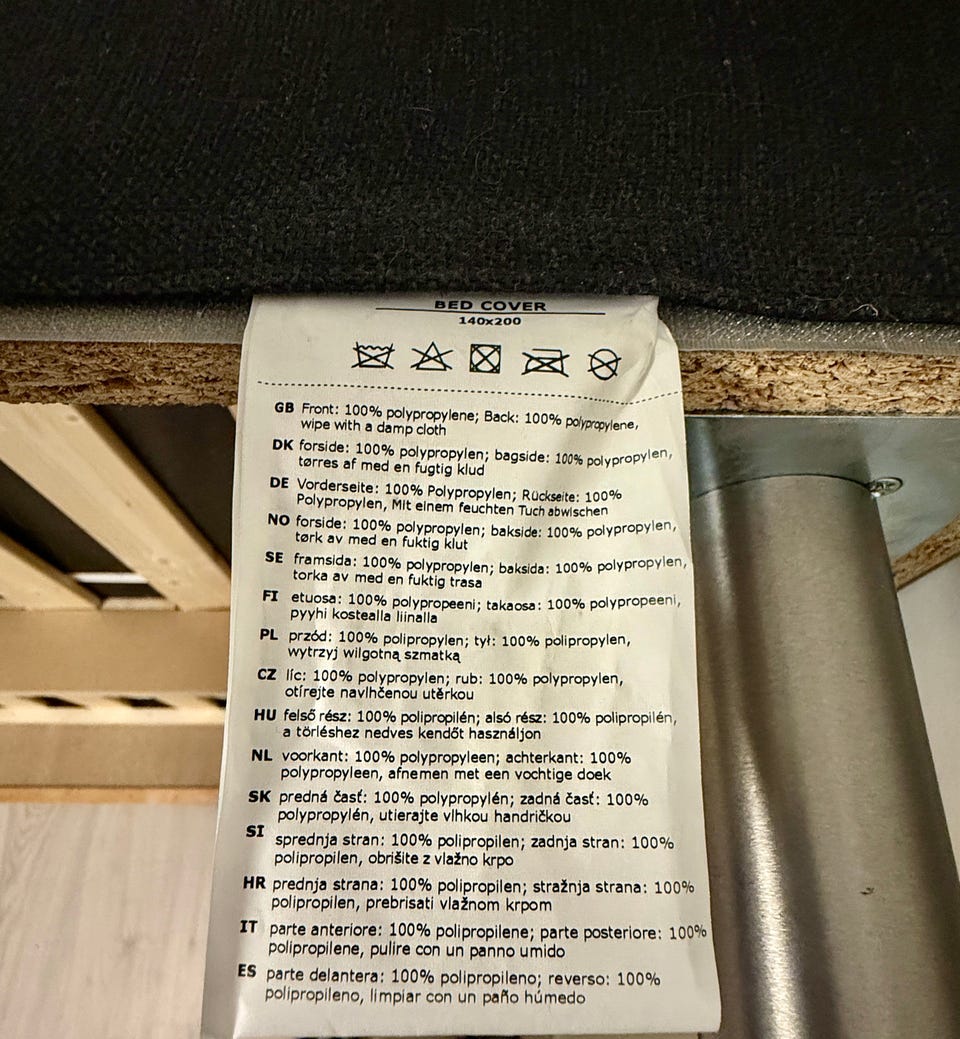 BED COVER
140x200
GB Front: 100% polypropylene; Back: 100% polypropylene,
wipe with a damp cloth
DK forside: 100% polypropylen; bagside: 100% polypropylen,
tørres af med en fugtig klud
DE Vorderseite: 100% Polypropylen; Rückseite: 100%
Polypropylen, Mit einem feuchten Tuch abwischen
NO forside: 100% polypropylen; bakside: 100% polypropylen,
tørk av med en fuktig klut
SE framsida: 100% polypropylen; baksida: 100% polypropylen,
torka av med en fuktig trasa
FI etuosa: 100% polypropeeni; takaosa: 100% polypropeeni,
pyyhi kostealla liinalla
PL przód: 100% polipropylen; tył: 100% polipropylen,
wytrzyj wilgotną szmatką
CZ líc: 100% polypropylen; rub: 100% polypropylen,
otírejte navlhčenou utěrkou
HU felső rész: 100% polipropilén; alsó rész: 100% polipropilén,
a törléshez nedves kendőt használjon
NL voorkant: 100% polypropyleen; achterkant: 100%
polypropyleen, afnemen met een vochtige doek
SK predná časť: 100% polypropylén; zadná časť: 100%
polypropylén, utierajte vlhkou handričkou
SI sprednja stran: 100% polipropilen; zadnja stran: 100%
polipropilen, obrišite z vlažno krpo
HR prednja strana: 100% polipropilen; stražnja strana: 100%
polipropilen, prebrisati vlažnom krpom
IT parte anteriore: 100% polipropilene; parte posteriore: 100%
polipropilene, pulire con un panno umido
ES parte delantera: 100% polipropileno; reverso: 100%
polipropileno, limpiar con un paño húmedo